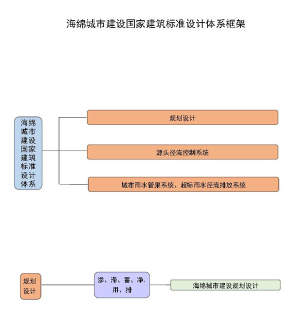 海绵城市建设国家建筑标准设计体系框架
海绵
城市
建设
国家
建筑
标准
设计
体系
规划设计
源头径流控制系统
城市雨水管渠系统、超标雨水径流排放系统
规划
设计
渗、滞、蓄、净、
用、排
海绵城市建设规划设计